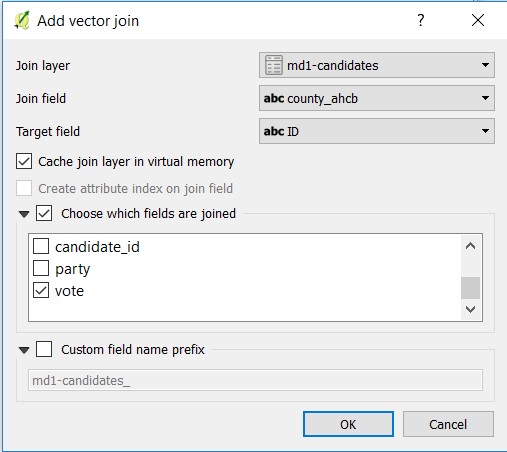 Add vector join
?
Join layer md1-candidates
Join field abc county_ahcb
Target field abc ID
Cache join layer in virtual memory
Create attribute index on join field
Choose which fields are joined
candidate_id
party
vote
Custom field name prefix
md1-candidates_
OK Cancel